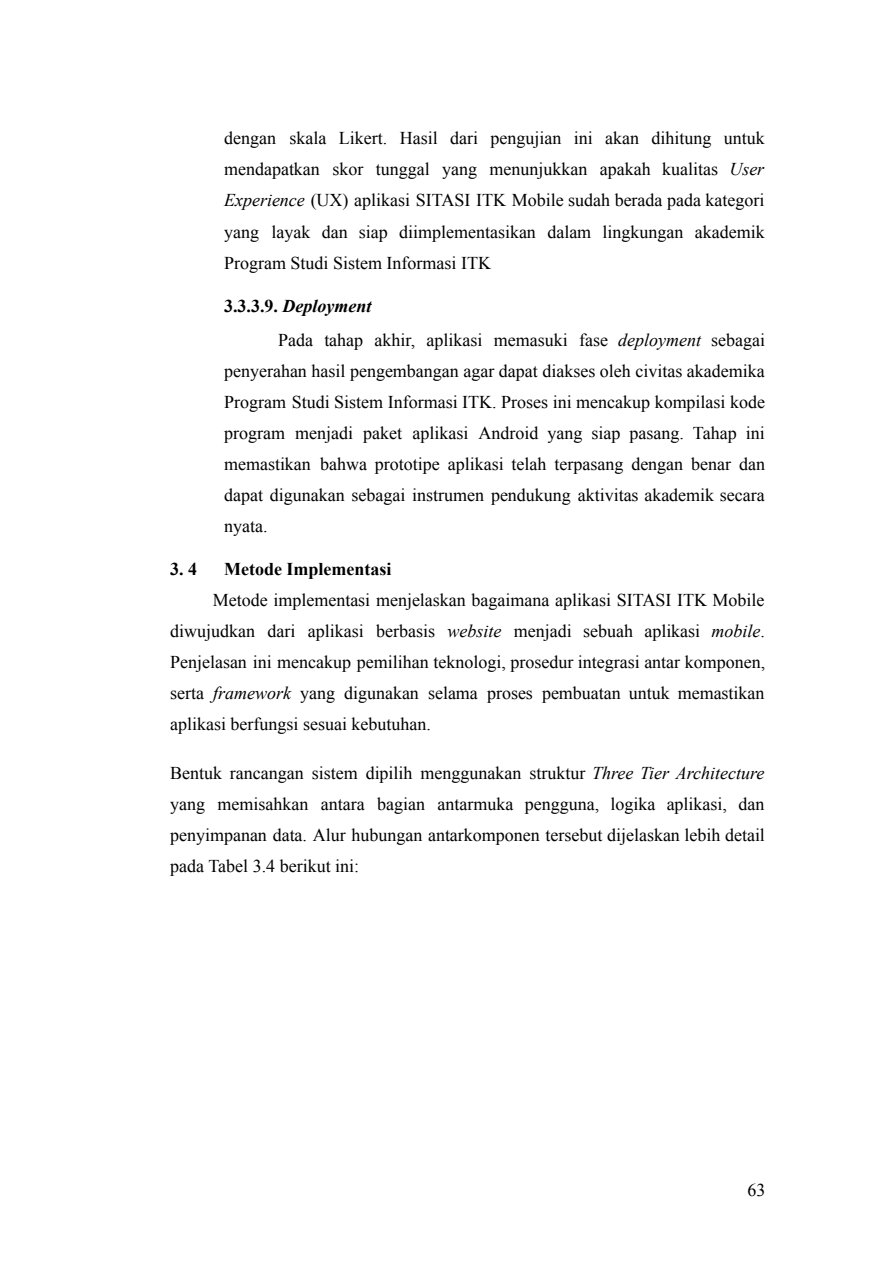 dengan skala Likert. Hasil dari pengujian ini akan dihitung untuk
mendapatkan skor tunggal yang menunjukkan apakah kualitas User
Experience (UX) aplikasi SITASI ITK Mobile sudah berada pada kategori
yang layak dan siap diimplementasikan dalam lingkungan akademik
Program Studi Sistem Informasi ITK
3.3.3.9. Deployment
Pada tahap akhir, aplikasi memasuki fase deployment sebagai
penyerahan hasil pengembangan agar dapat diakses oleh civitas akademika
Program Studi Sistem Informasi ITK. Proses ini mencakup kompilasi kode
program menjadi paket aplikasi Android yang siap pasang. Tahap ini
memastikan bahwa prototipe aplikasi telah terpasang dengan benar dan
dapat digunakan sebagai instrumen pendukung aktivitas akademik secara
nyata.
3. 4 Metode Implementasi
Metode implementasi menjelaskan bagaimana aplikasi SITASI ITK Mobile
diwujudkan dari aplikasi berbasis website menjadi sebuah aplikasi mobile.
Penjelasan ini mencakup pemilihan teknologi, prosedur integrasi antar komponen,
serta framework yang digunakan selama proses pembuatan untuk memastikan
aplikasi berfungsi sesuai kebutuhan.
Bentuk rancangan sistem dipilih menggunakan struktur Three Tier Architecture
yang memisahkan antara bagian antarmuka pengguna, logika aplikasi, dan
penyimpanan data. Alur hubungan antarkomponen tersebut dijelaskan lebih detail
pada Tabel 3.4 berikut ini:
63